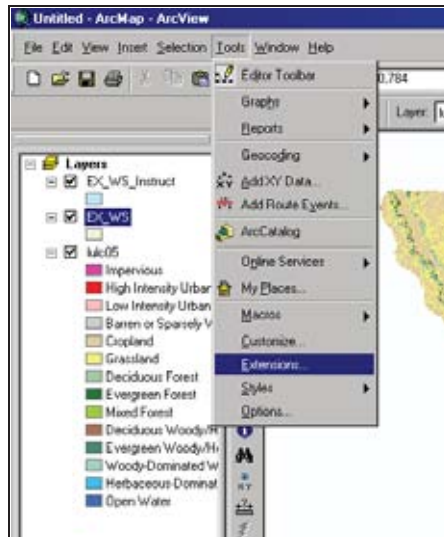 Untitled - ArcMap - ArcView
File Edit View Insert Selection Tools Window Help
Editor Toolbar
0,784
Graphs
Layer:
Reports
Geocoding
Layers
EX_WS_Instruct
Add XY Data...
Add Route Events...
EX_WS
ArcCatalog
lulc05
Online Services
Impervious
My Places...
High Intensity Urban
Low Intensity Urban
Macros
Barren or Sparsely V
Customize...
Cropland
Grassland
Extensions...
Deciduous Forest
Styles
Evergreen Forest
Mixed Forest
Options...
Deciduous Woody/H
Evergreen Woody/H
Woody-Dominated W
Herbaceous-Dominat
Open Water